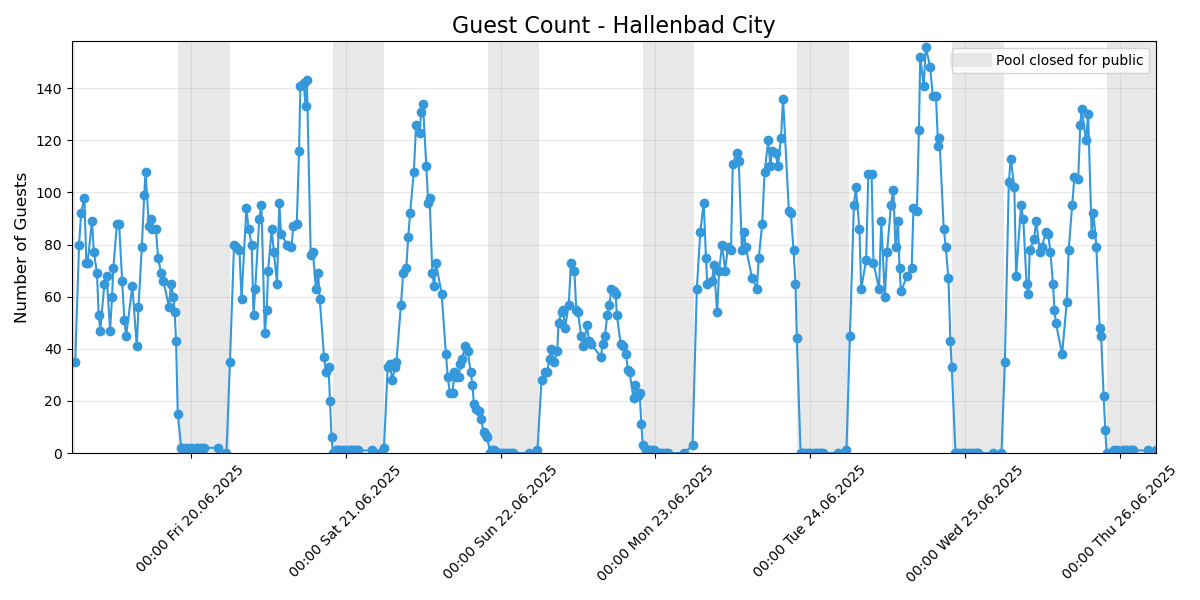 Guest Count - Hallenbad City
Pool closed for public
Number of Guests
140
120
100
80
60
40
20
0
00:00 Fri 20.06.2025
00:00 Sat 21.06.2025
00:00 Sun 22.06.2025
00:00 Mon 23.06.2025
00:00 Tue 24.06.2025
00:00 Wed 25.06.2025
00:00 Thu 26.06.2025